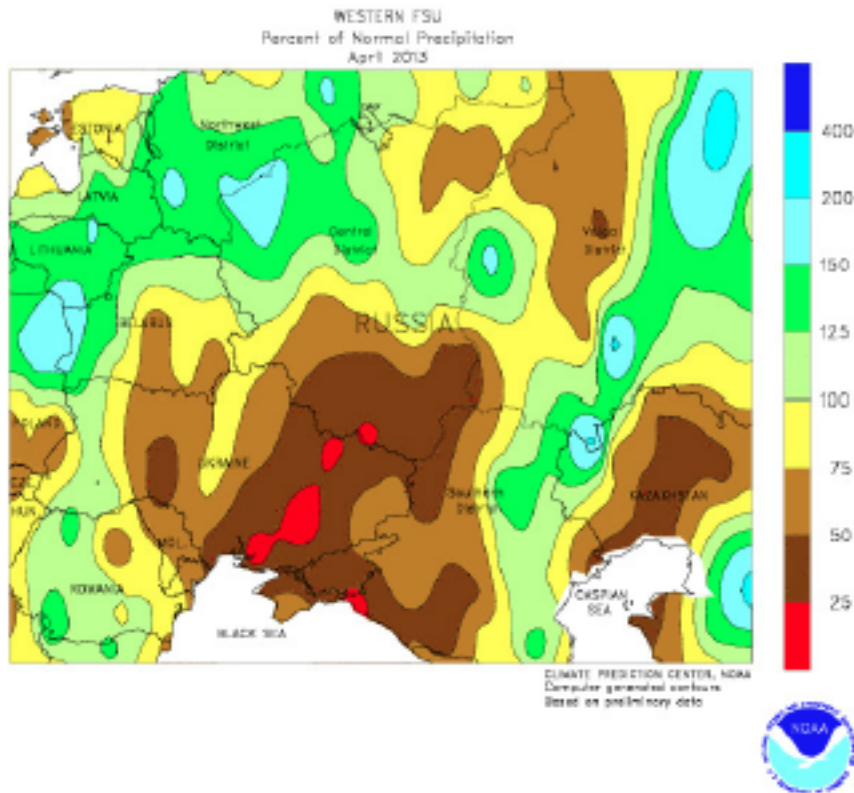 WESTERN FSU
Percent of Normal Precipitation
April 2013
ESTONIA
Northwest
District
LATVIA
LITHUANIA
Central
District
Volga
District
BELARUS
RUSSIA
POLAND
UKRAINE
CZE
HUN.
Southern
District
KAZAKHSTAN
MOL.
ROMANIA
CASPIAN
SEA
BLACK SEA
400
200
150
125
100
75
50
25
CLIMATE PREDICTION CENTER, NOAA
Computer generated contours
Based on preliminary data
NOAA